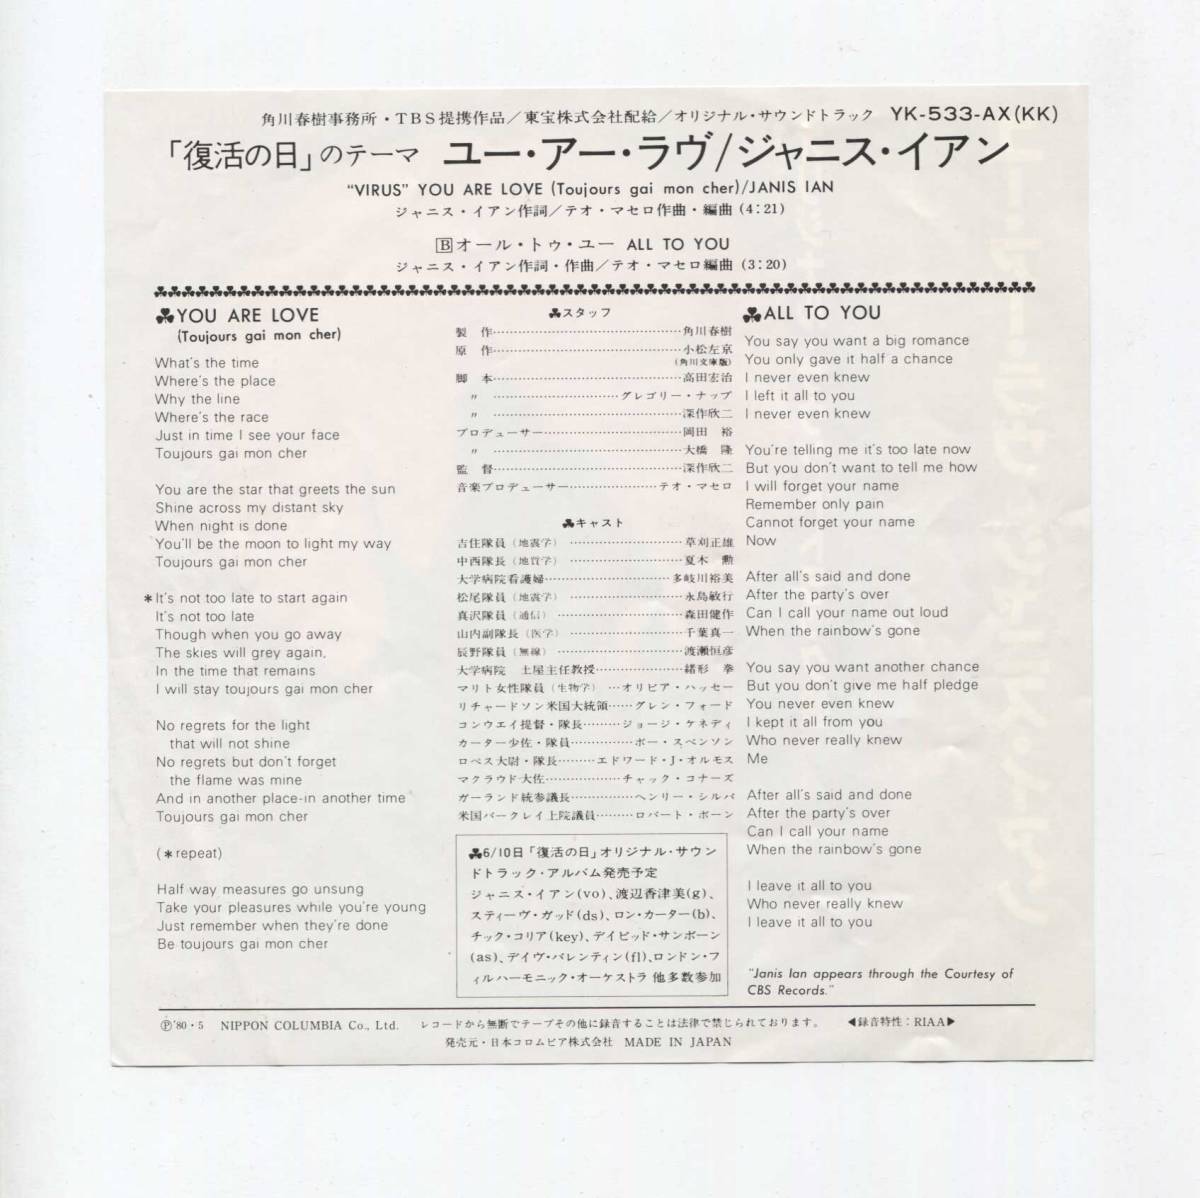 角川春樹事務所・TBS提携作品／東宝株式会社配給／オリジナル・サウンドトラック YK-533-AX(KK)
「復活の日」のテーマ ユー・アー・ラヴ／ジャニス・イアン
"VIRUS" YOU ARE LOVE (Toujours gai mon cher)/JANIS IAN
ジャニス・イアン作詞／テオ・マセロ作曲・編曲 (4:21)
B オール・トゥ・ユー ALL TO YOU
ジャニス・イアン作詞・作曲／テオ・マセロ編曲 (3:20)
☘YOU ARE LOVE
(Toujours gai mon cher)
What's the time
Where's the place
Why the line
Where's the race
Just in time I see your face
Toujours gai mon cher
You are the star that greets the sun
Shine across my distant sky
When night is done
You'll be the moon to light my way
Toujours gai mon cher
*It's not too late to start again
It's not too late
Though when you go away
The skies will grey again,
In the time that remains
I will stay toujours gai mon cher
No regrets for the light
that will not shine
No regrets but don't forget
the flame was mine
And in another place-in another time
Toujours gai mon cher
(*repeat)
Half way measures go unsung
Take your pleasures while you're young
Just remember when they're done
Be toujours gai mon cher
☘スタッフ
製 作……………角川春樹
原 作……………小松左京
(角川文庫版)
脚 本……………高田宏治
〃 ……………グレゴリー・ナップ
〃 ……………深作欣二
プロデューサー……………岡田 裕
〃 ……………大橋 隆
監 督……………深作欣二
音楽プロデューサー……………テオ・マセロ
☘キャスト
吉住隊員(地震学) ……………草刈正雄
中西隊長(地質学) ……………夏木 勲
大学病院看護婦……………多岐川裕美
松尾隊員(地震学) ……………永島敏行
真沢隊員(通信) ……………森田健作
山内副隊長(医学) ……………千葉真一
辰野隊員(無線) ……………渡瀬恒彦
大学病院 土屋主任教授……………緒形 拳
マリト女性隊員(生物学) …オリビア・ハッセー
リチャードソン米国大統領……グレン・フォード
コンウエイ提督・隊長………ジョージ・ケネディ
カーター少佐・隊員……………ボー・スベンソン
ロペス大尉・隊長………エドワード・J・オルモス
マクラウド大佐……………チャック・コナーズ
ガーランド統参議長…………ヘンリー・シルバ
米国バークレイ上院議員………ロバート・ボーン
☘6/10日「復活の日」オリジナル・サウン
ドトラック・アルバム発売予定
ジャニス・イアン(vo)、渡辺香津美(g)、
スティーヴ・ガッド(ds)、ロン・カーター(b)、
チック・コリア(key)、デイビッド・サンボーン
(as)、デイヴ・バレンティン(fl)、ロンドン・フ
ィルハーモニック・オーケストラ 他多数参加
☘ALL TO YOU
You say you want a big romance
You only gave it half a chance
I never even knew
I left it all to you
I never even knew
You're telling me it's too late now
But you don't want to tell me how
I will forget your name
Remember only pain
Cannot forget your name
Now
After all's said and done
After the party's over
Can I call your name out loud
When the rainbow's gone
You say you want another chance
But you don't give me half pledge
You never even knew
I kept it all from you
Who never really knew
Me
After all's said and done
After the party's over
Can I call your name
When the rainbow's gone
I leave it all to you
Who never really knew
I leave it all to you
"Janis Ian appears through the Courtesy of
CBS Records."
Ⓟ'80・5 NIPPON COLUMBIA Co., Ltd. レコードから無断でテープその他に録音することは法律で禁じられております。 ◀録音特性：RIAA▶
発売元・日本コロムビア株式会社 MADE IN JAPAN